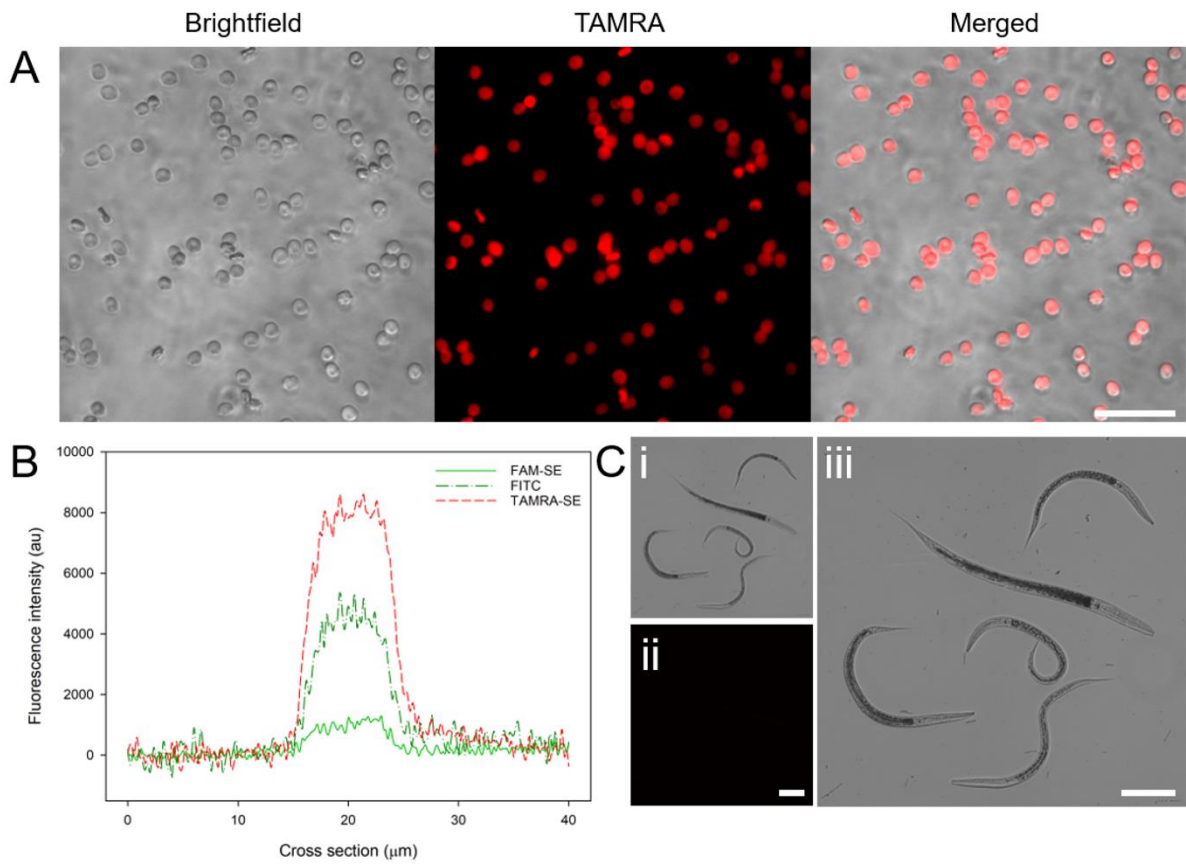 Brightfield TAMRA Merged
A
B
10000
8000
6000
4000
2000
0
Fluorescence intensity (au)
FAM-SE
FITC
TAMRA-SE
0 10 20 30 40
Cross section (μm)
C
i
ii
iii